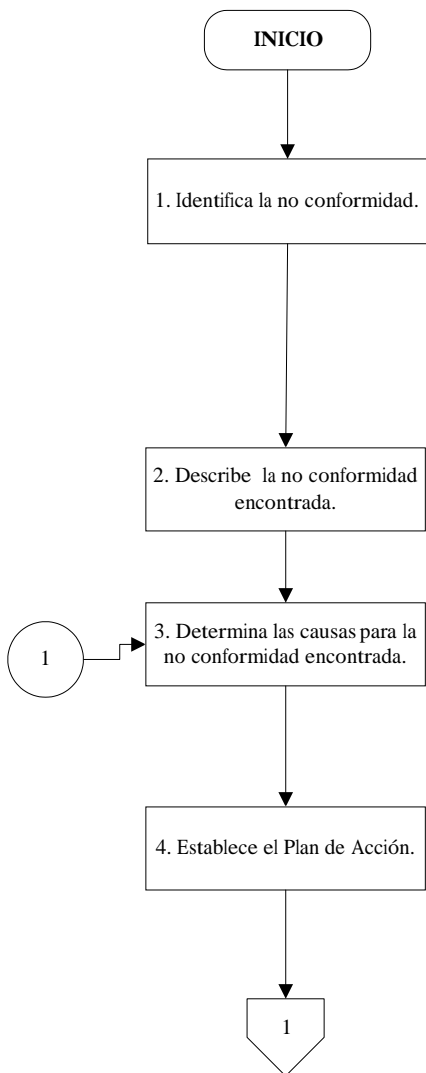 INICIO
1. Identifica la no conformidad.
2. Describe la no conformidad
encontrada.
3. Determina las causas para la
no conformidad encontrada.
1
4. Establece el Plan de Acción.
1